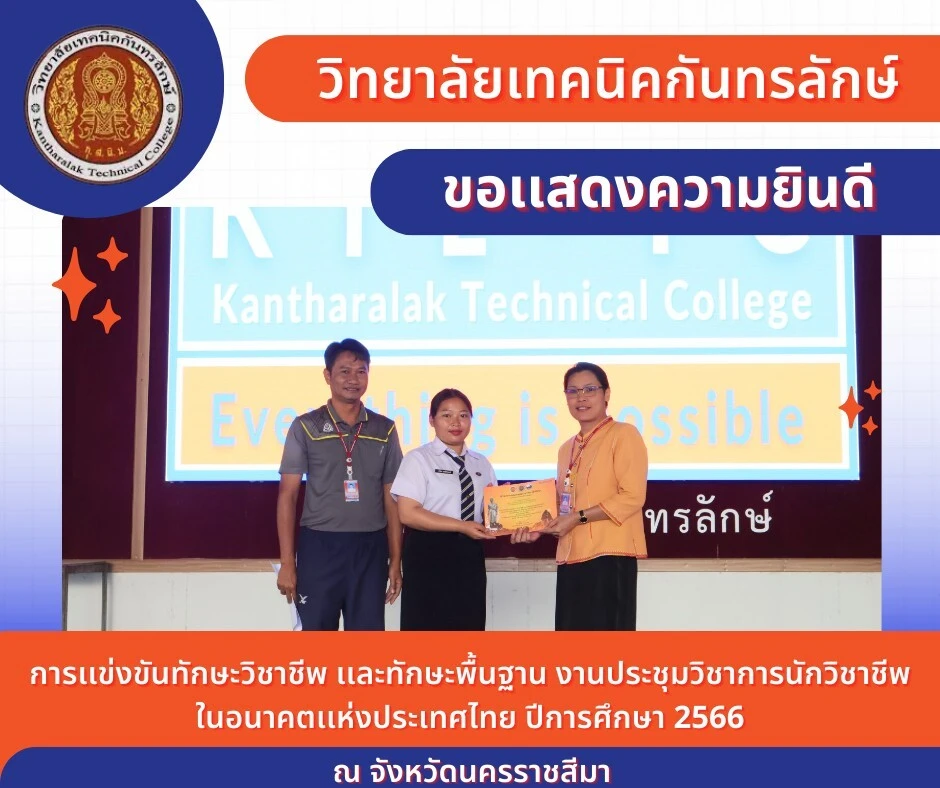 วิทยาลัยเทคนิคกันทรลักษ์
กุ.ส.นิ.ม.
Kantharalak Technical College
วิทยาลัยเทคนิคกันทรลักษ์
ขอแสดงความยินดี
Kantharalak Technical College
Everything is possible
ทรลักษ์
การแข่งขันทักษะวิชาชีพ และทักษะพื้นฐาน งานประชุมวิชาการนักวิชาชีพ
ในอนาคตแห่งประเทศไทย ปีการศึกษา 2566
ณ จังหวัดนครราชสีมา